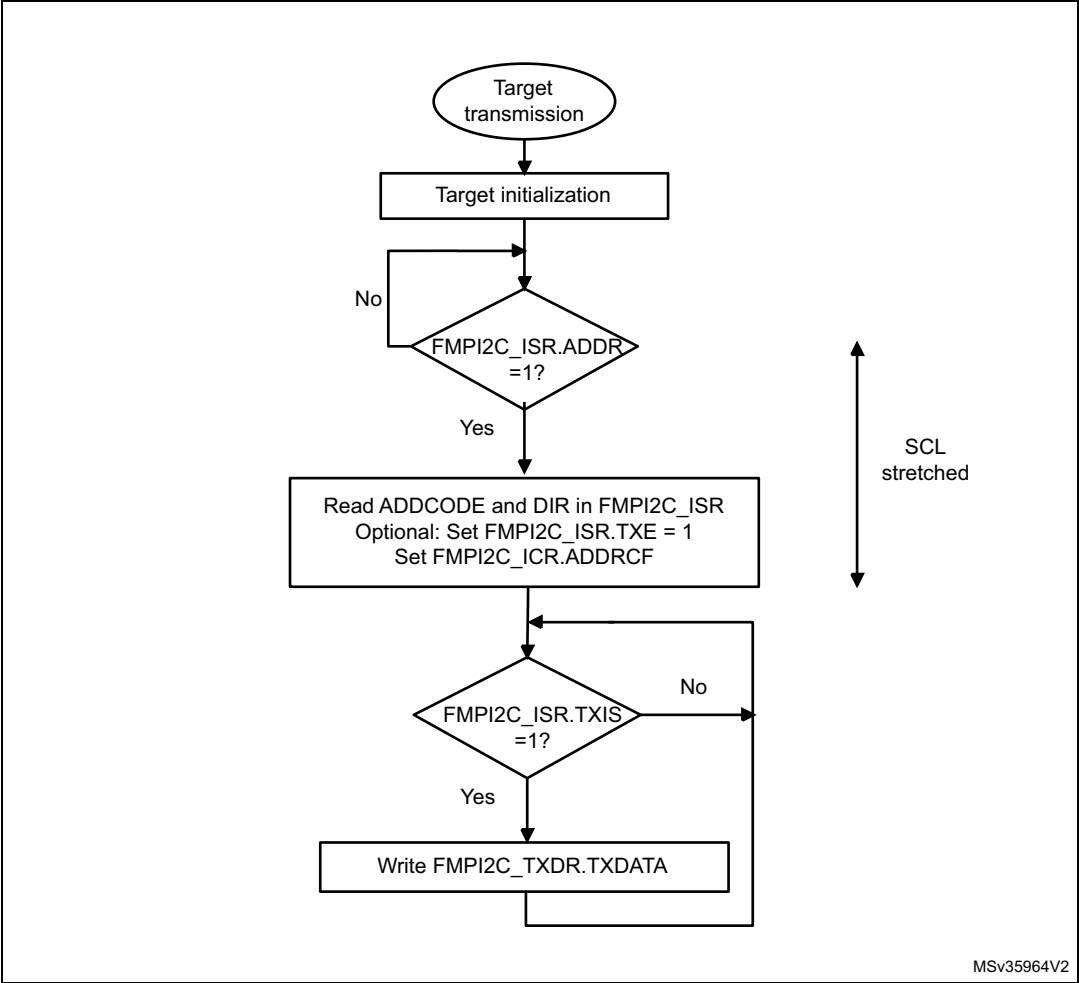 Target
transmission
Target initialization
No
FMPI2C_ISR.ADDR
=1?
Yes
SCL
stretched
Read ADDCODE and DIR in FMPI2C_ISR
Optional: Set FMPI2C_ISR.TXE = 1
Set FMPI2C_ICR.ADDRCF
No
FMPI2C_ISR.TXIS
=1?
Yes
Write FMPI2C_TXDR.TXDATA
MSv35964V2